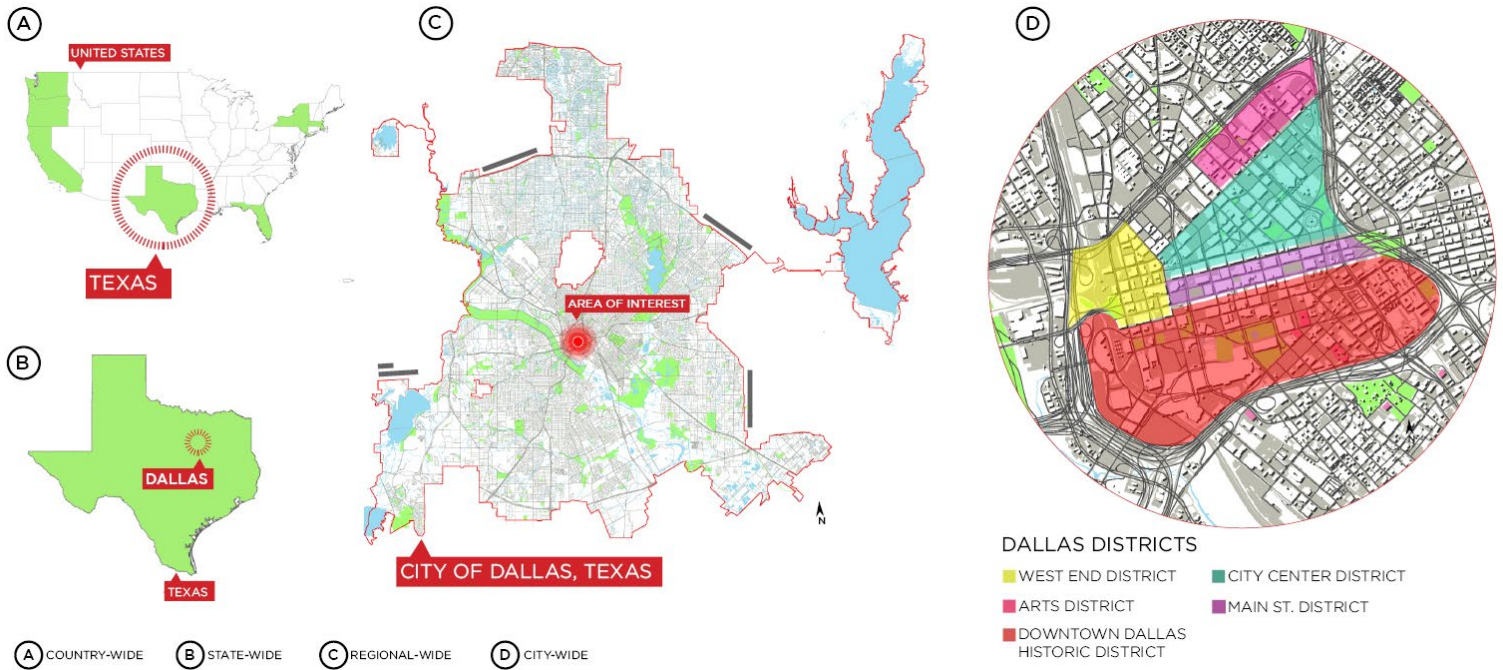 A
UNITED STATES
TEXAS
B
DALLAS
TEXAS
C
AREA OF INTEREST
N
CITY OF DALLAS, TEXAS
D
N
DALLAS DISTRICTS
WEST END DISTRICT
CITY CENTER DISTRICT
ARTS DISTRICT
MAIN ST. DISTRICT
DOWNTOWN DALLAS
HISTORIC DISTRICT
A COUNTRY-WIDE B STATE-WIDE C REGIONAL-WIDE D CITY-WIDE